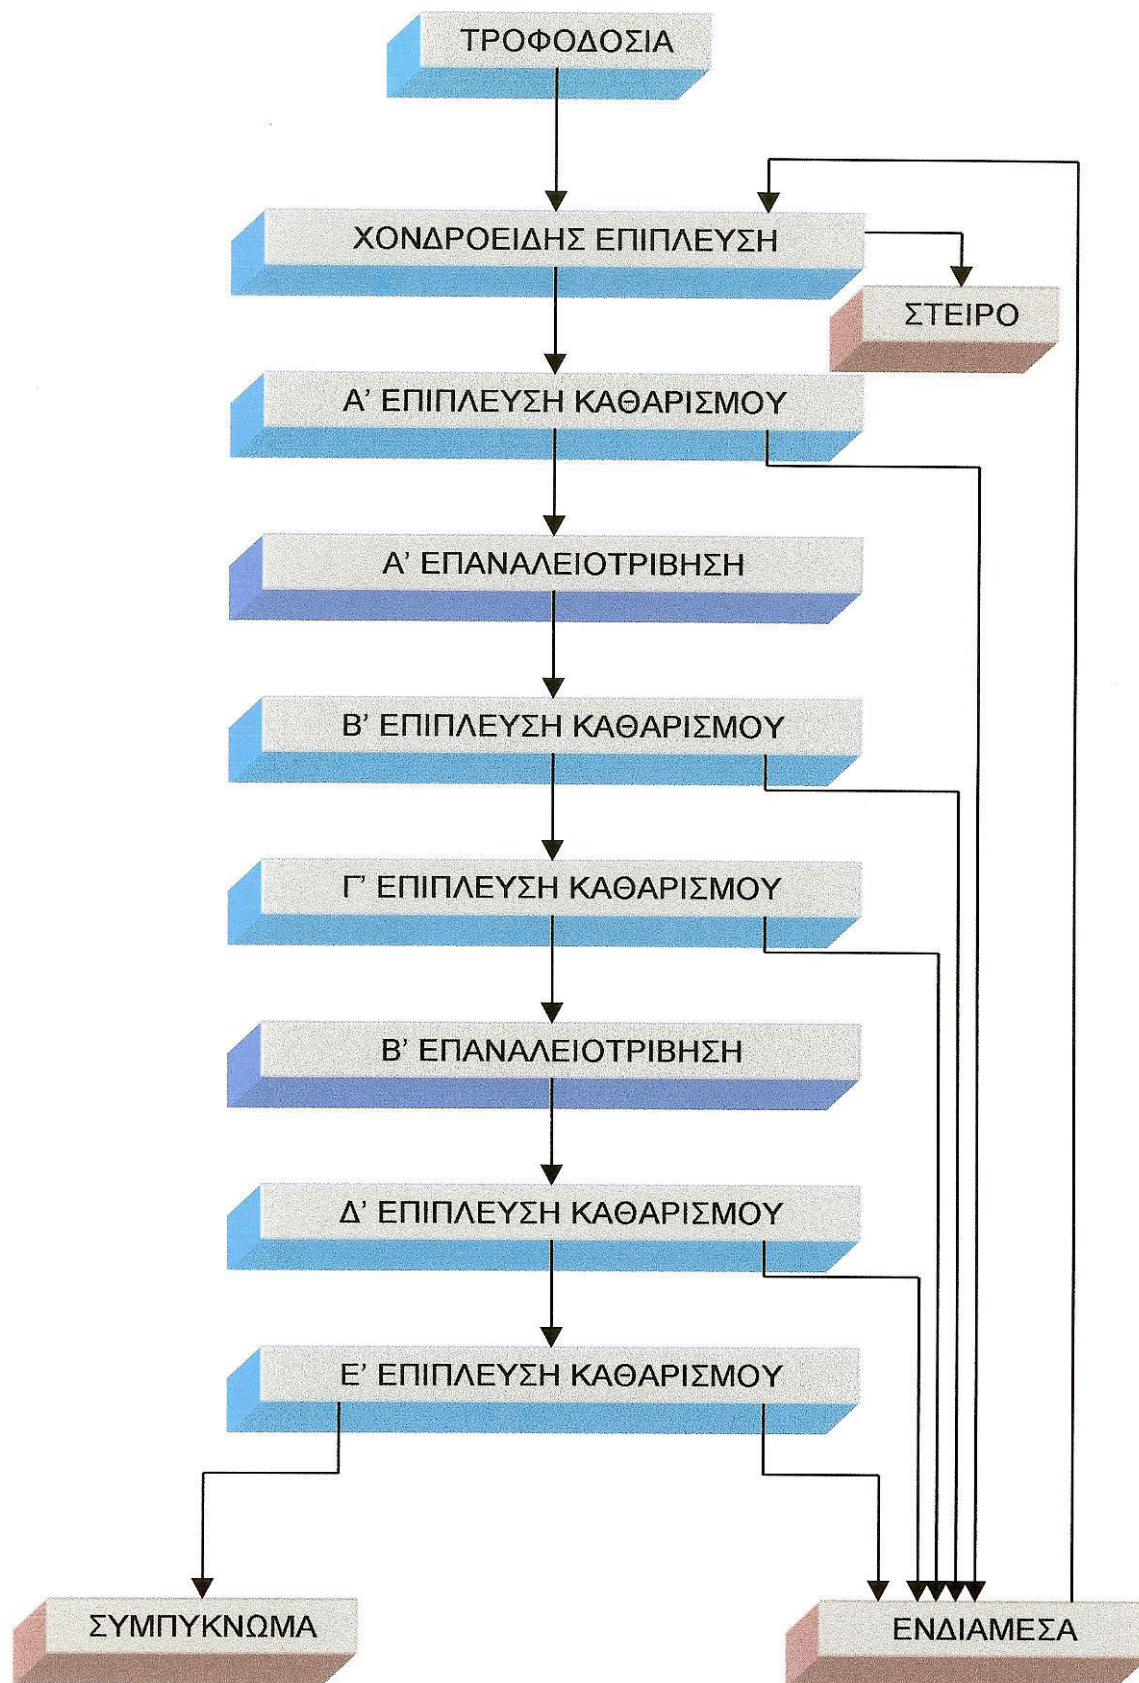 ΤΡΟΦΟΔΟΣΙΑ
ΧΟΝΔΡΟΕΙΔΗΣ ΕΠΙΠΛΕΥΣΗ
ΣΤΕΙΡΟ
Α' ΕΠΙΠΛΕΥΣΗ ΚΑΘΑΡΙΣΜΟΥ
Α' ΕΠΑΝΑΛΕΙΟΤΡΙΒΗΣΗ
Β' ΕΠΙΠΛΕΥΣΗ ΚΑΘΑΡΙΣΜΟΥ
Γ' ΕΠΙΠΛΕΥΣΗ ΚΑΘΑΡΙΣΜΟΥ
Β' ΕΠΑΝΑΛΕΙΟΤΡΙΒΗΣΗ
Δ' ΕΠΙΠΛΕΥΣΗ ΚΑΘΑΡΙΣΜΟΥ
Ε' ΕΠΙΠΛΕΥΣΗ ΚΑΘΑΡΙΣΜΟΥ
ΣΥΜΠΥΚΝΩΜΑ
ΕΝΔΙΑΜΕΣΑ